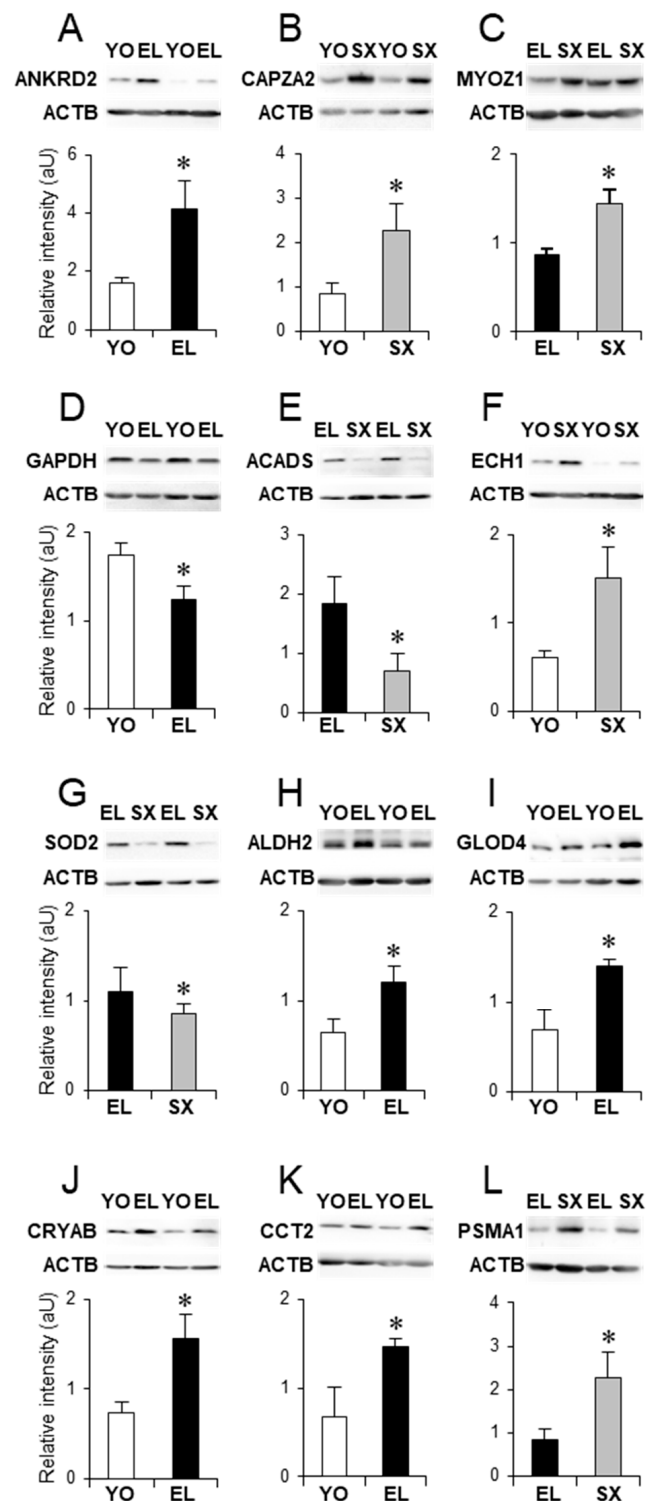 A B C
YO EL YO EL YO SX YO SX EL SX EL SX
ANKRD2 CAPZA2 MYOZ1
ACTB ACTB ACTB
Relative intensity (aU)
6 4 2
4 3
2 1
2 1
0 0 0
YO EL YO SX EL SX
* * *
D E F
YO EL YO EL EL SX EL SX YO SX YO SX
GAPDH ACADS ECH1
ACTB ACTB ACTB
Relative intensity (aU)
2 3 2
2
1 1
1
0 0 0
YO EL EL SX YO SX
* * *
G H I
EL SX EL SX YO EL YO EL YO EL YO EL
SOD2 ALDH2 GLOD4
ACTB ACTB ACTB
Relative intensity (aU)
2 2 2
1 1 1
0 0 0
EL SX YO EL YO EL
* * *
J K L
YO EL YO EL YO EL YO EL EL SX EL SX
CRYAB CCT2 PSMA1
ACTB ACTB ACTB
Relative intensity (aU)
2 2 4
3
1 1 2
1
0 0 0
YO EL YO EL EL SX
* * *